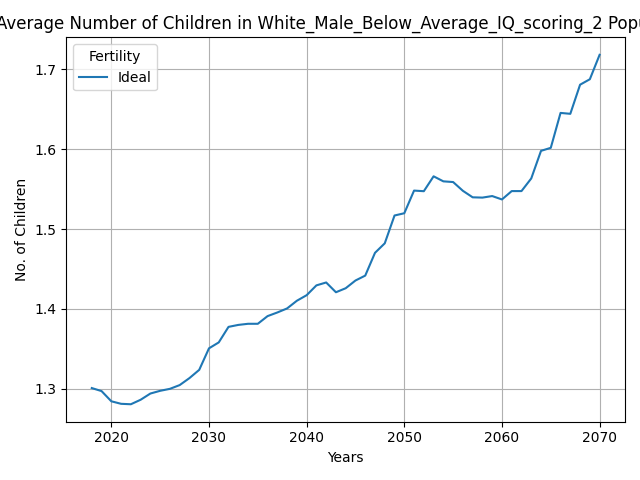 Average Number of Children in White_Male_Below_Average_IQ_scoring_2
Fertility
Ideal
No. of Children
1.7
1.6
1.5
1.4
1.3
2020 2030 2040 2050 2060 2070
Years